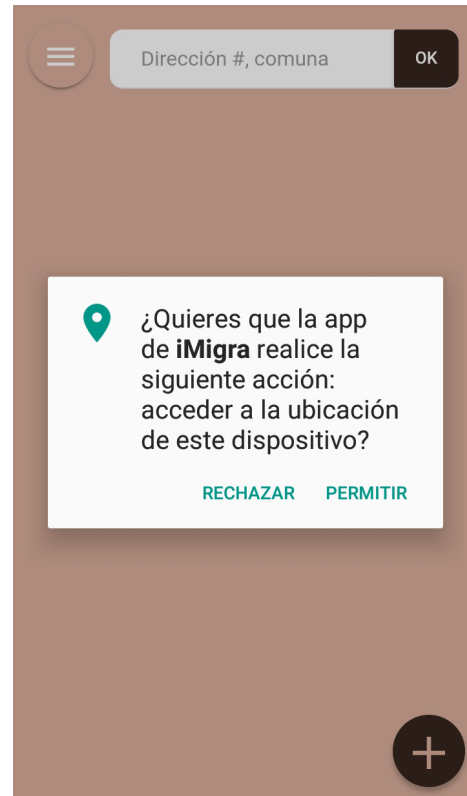 Dirección #, comuna
OK
¿Quieres que la app
de iMigra realice la
siguiente acción:
acceder a la ubicación
de este dispositivo?
RECHAZAR PERMITIR